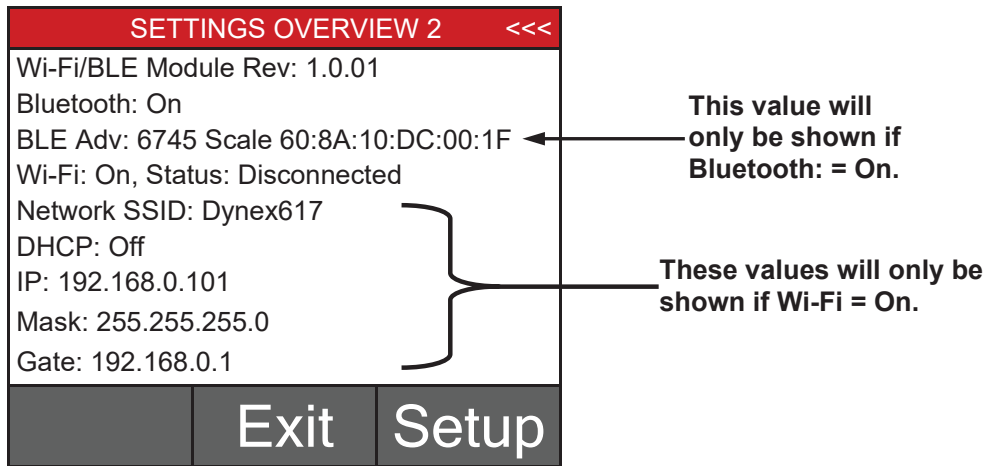 SETTINGS OVERVIEW 2 <<<
Wi-Fi/BLE Module Rev: 1.0.01
Bluetooth: On
BLE Adv: 6745 Scale 60:8A:10:DC:00:1F
Wi-Fi: On, Status: Disconnected
Network SSID: Dynex617
DHCP: Off
IP: 192.168.0.101
Mask: 255.255.255.0
Gate: 192.168.0.1
Exit Setup
This value will
only be shown if
Bluetooth: = On.
These values will only be
shown if Wi-Fi = On.